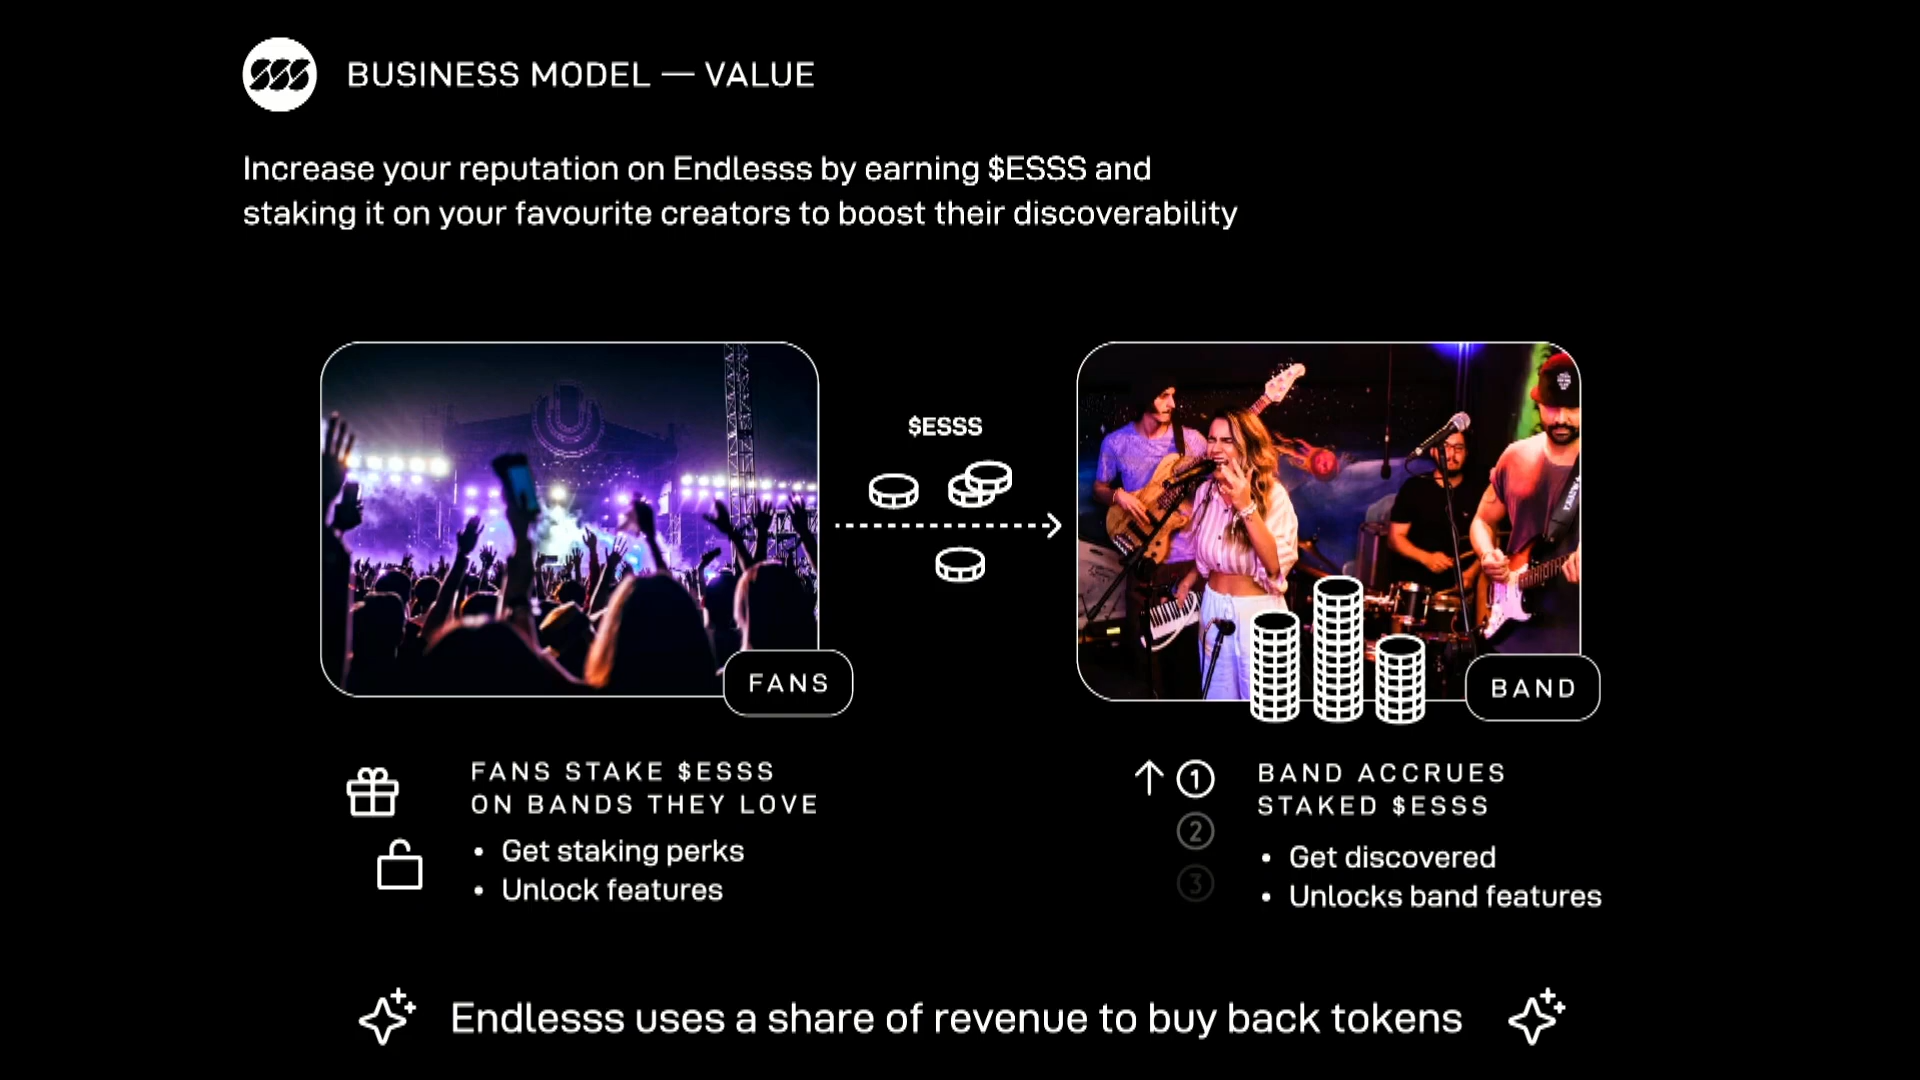 BUSINESS MODEL — VALUE
Increase your reputation on Endlesss by earning $ESSS and
staking it on your favourite creators to boost their discoverability
$ESSS
FANS
BAND
FANS STAKE $ESSS
ON BANDS THEY LOVE
• Get staking perks
• Unlock features
1
2
3
BAND ACCRUES
STAKED $ESSS
• Get discovered
• Unlocks band features
Endlesss uses a share of revenue to buy back tokens